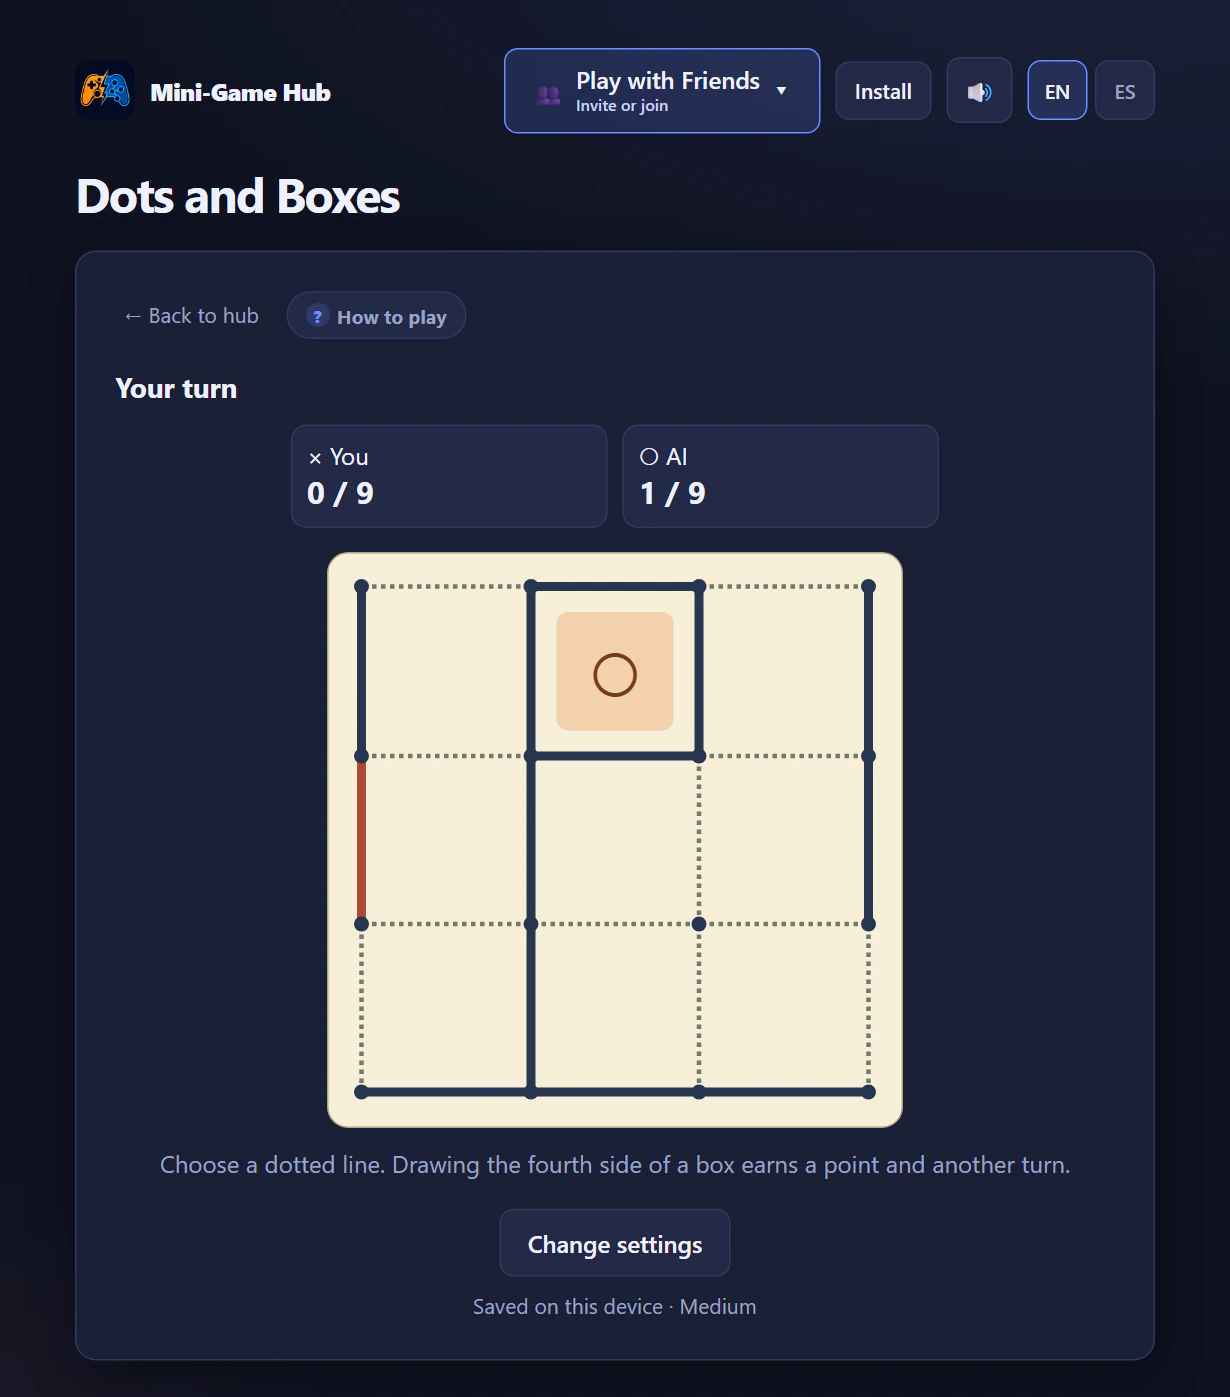 Mini-Game Hub
Play with Friends ▼
Invite or join
Install
EN
ES
Dots and Boxes
← Back to hub
? How to play
Your turn
× You
0 / 9
○ AI
1 / 9
Choose a dotted line. Drawing the fourth side of a box earns a point and another turn.
Change settings
Saved on this device · Medium